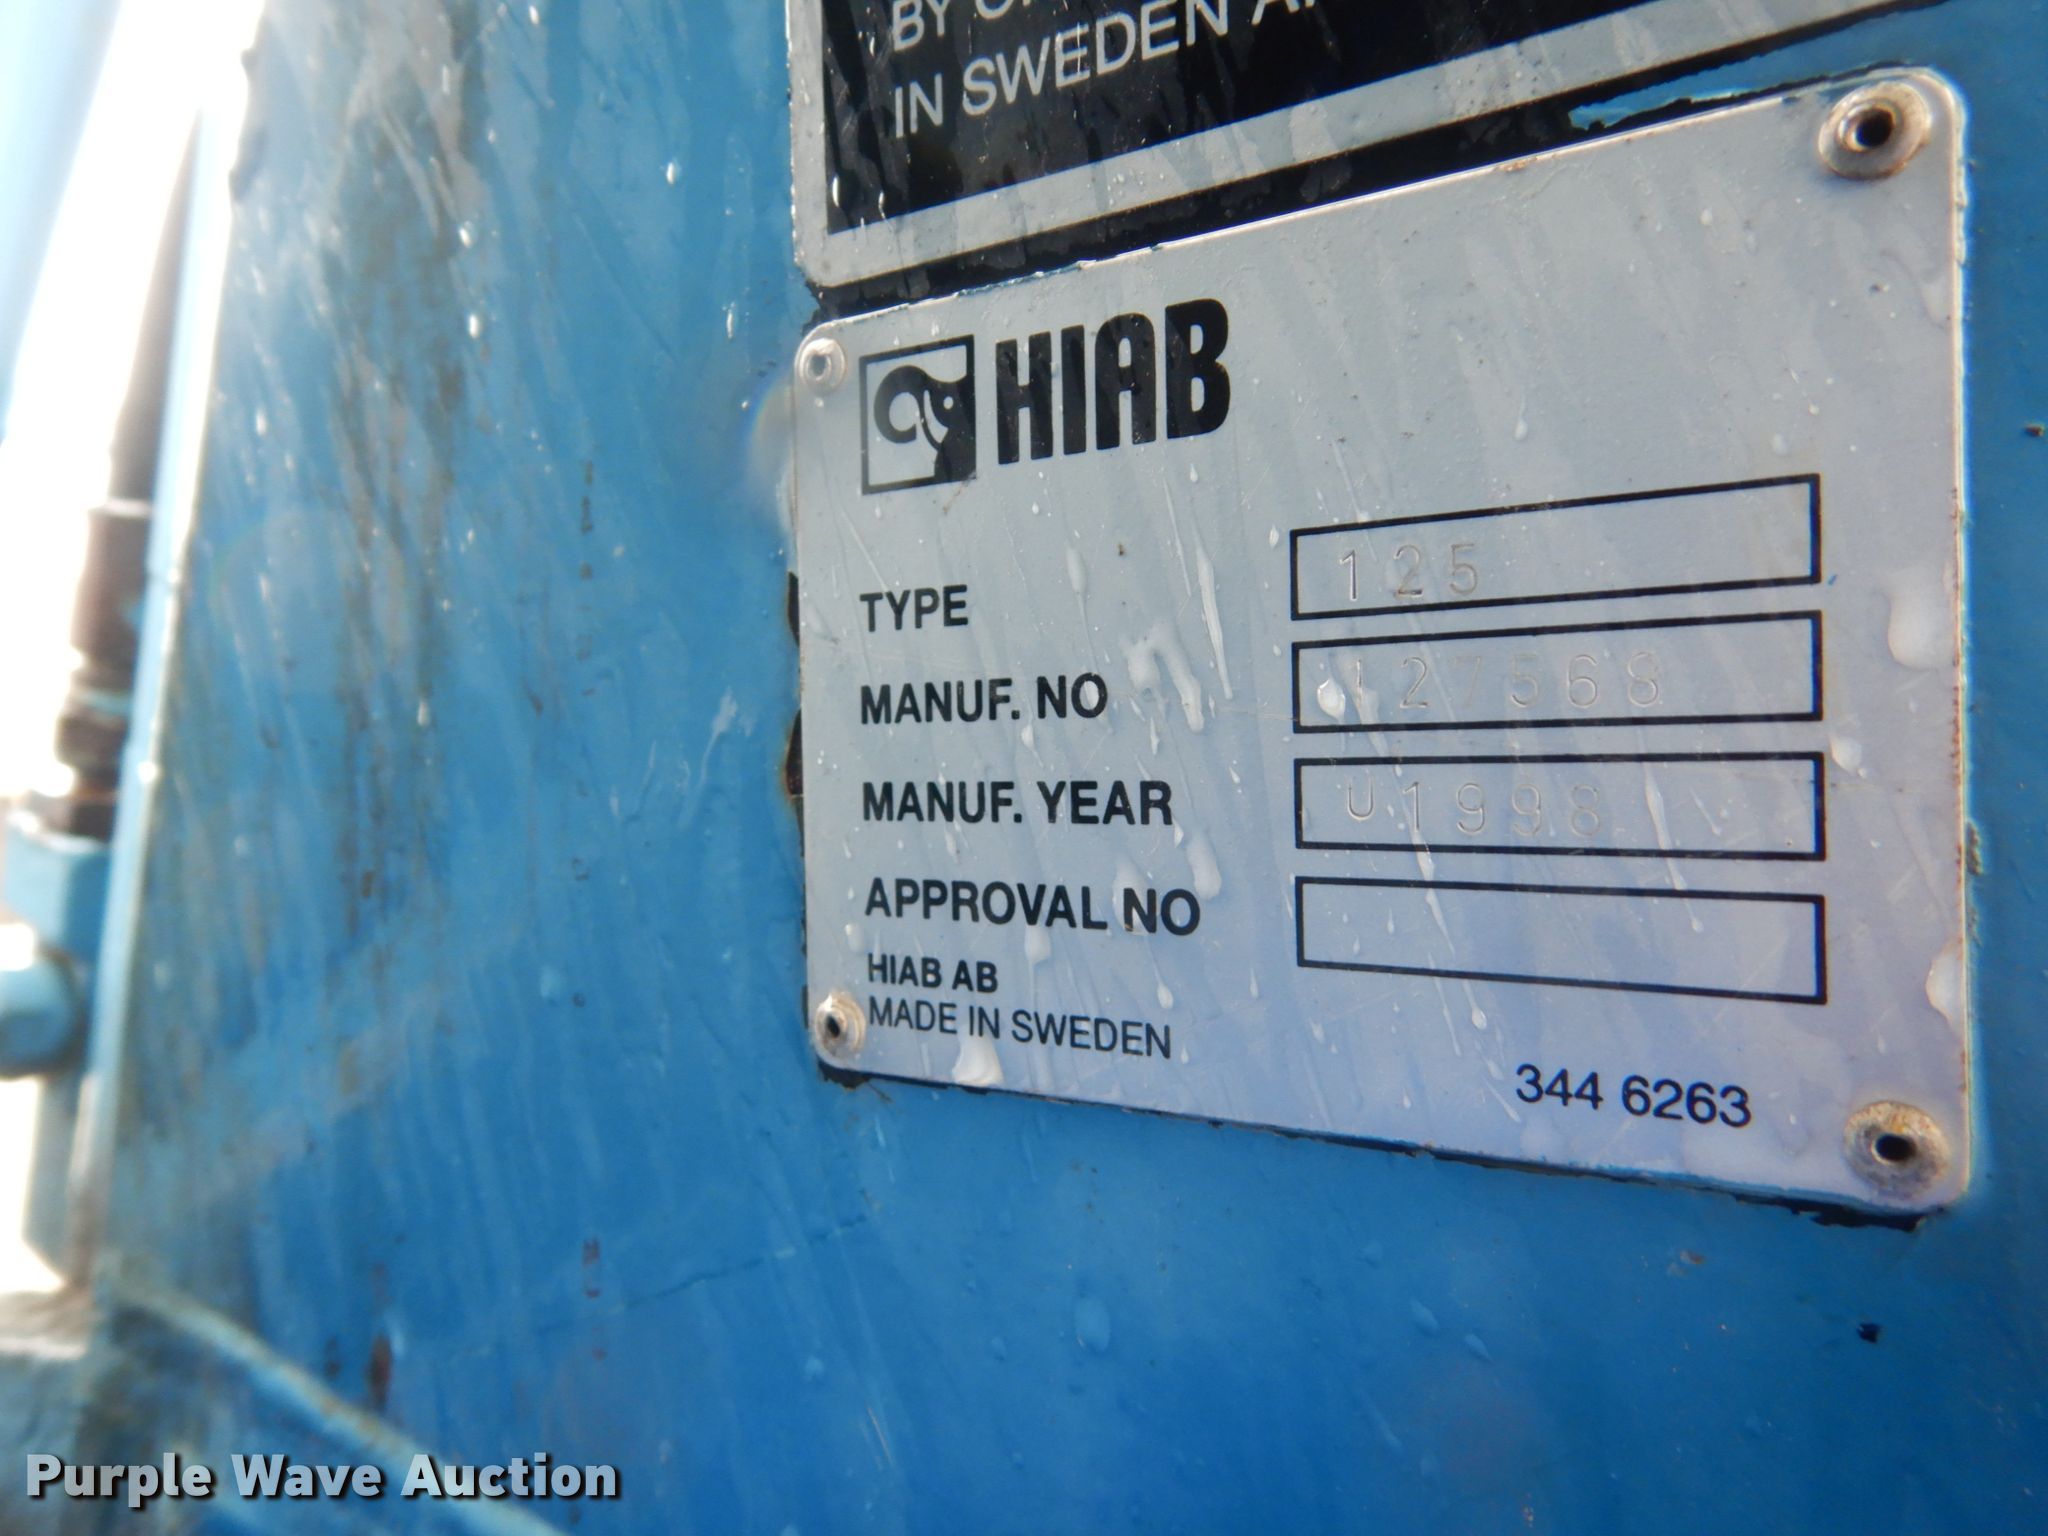 IN SWEDEN
HIAB
TYPE 125
MANUF. NO 127568
MANUF. YEAR U1998
APPROVAL NO
HIAB AB
MADE IN SWEDEN
344 6263
Purple Wave Auction